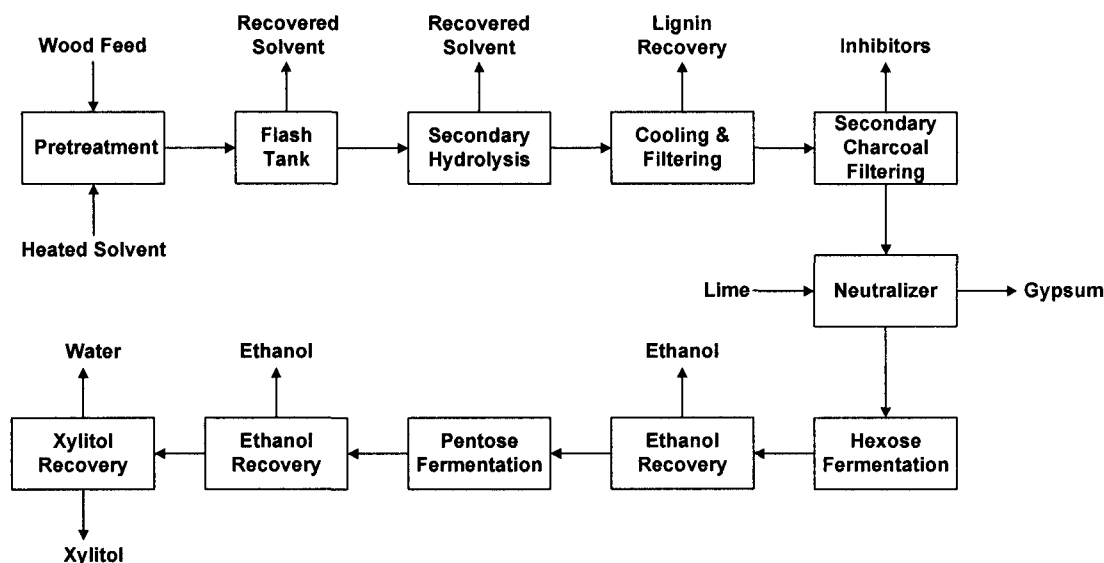 Wood Feed
Recovered
Solvent
Recovered
Solvent
Lignin
Recovery
Inhibitors
Pretreatment
Flash
Tank
Secondary
Hydrolysis
Cooling &
Filtering
Secondary
Charcoal
Filtering
Heated Solvent
Lime
Neutralizer
Gypsum
Water
Ethanol
Ethanol
Xylitol
Recovery
Ethanol
Recovery
Pentose
Fermentation
Ethanol
Recovery
Hexose
Fermentation
Xylitol